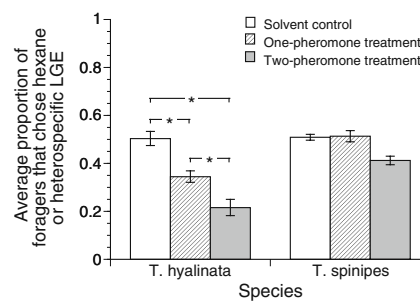 1
0.8
0.6
0.4
0.2
0
Average proportion of
foragers that chose hexane
or heterospecific LGE
Solvent control
One-pheromone treatment
Two-pheromone treatment
*
*
*
T. hyalinata
T. spinipes
Species